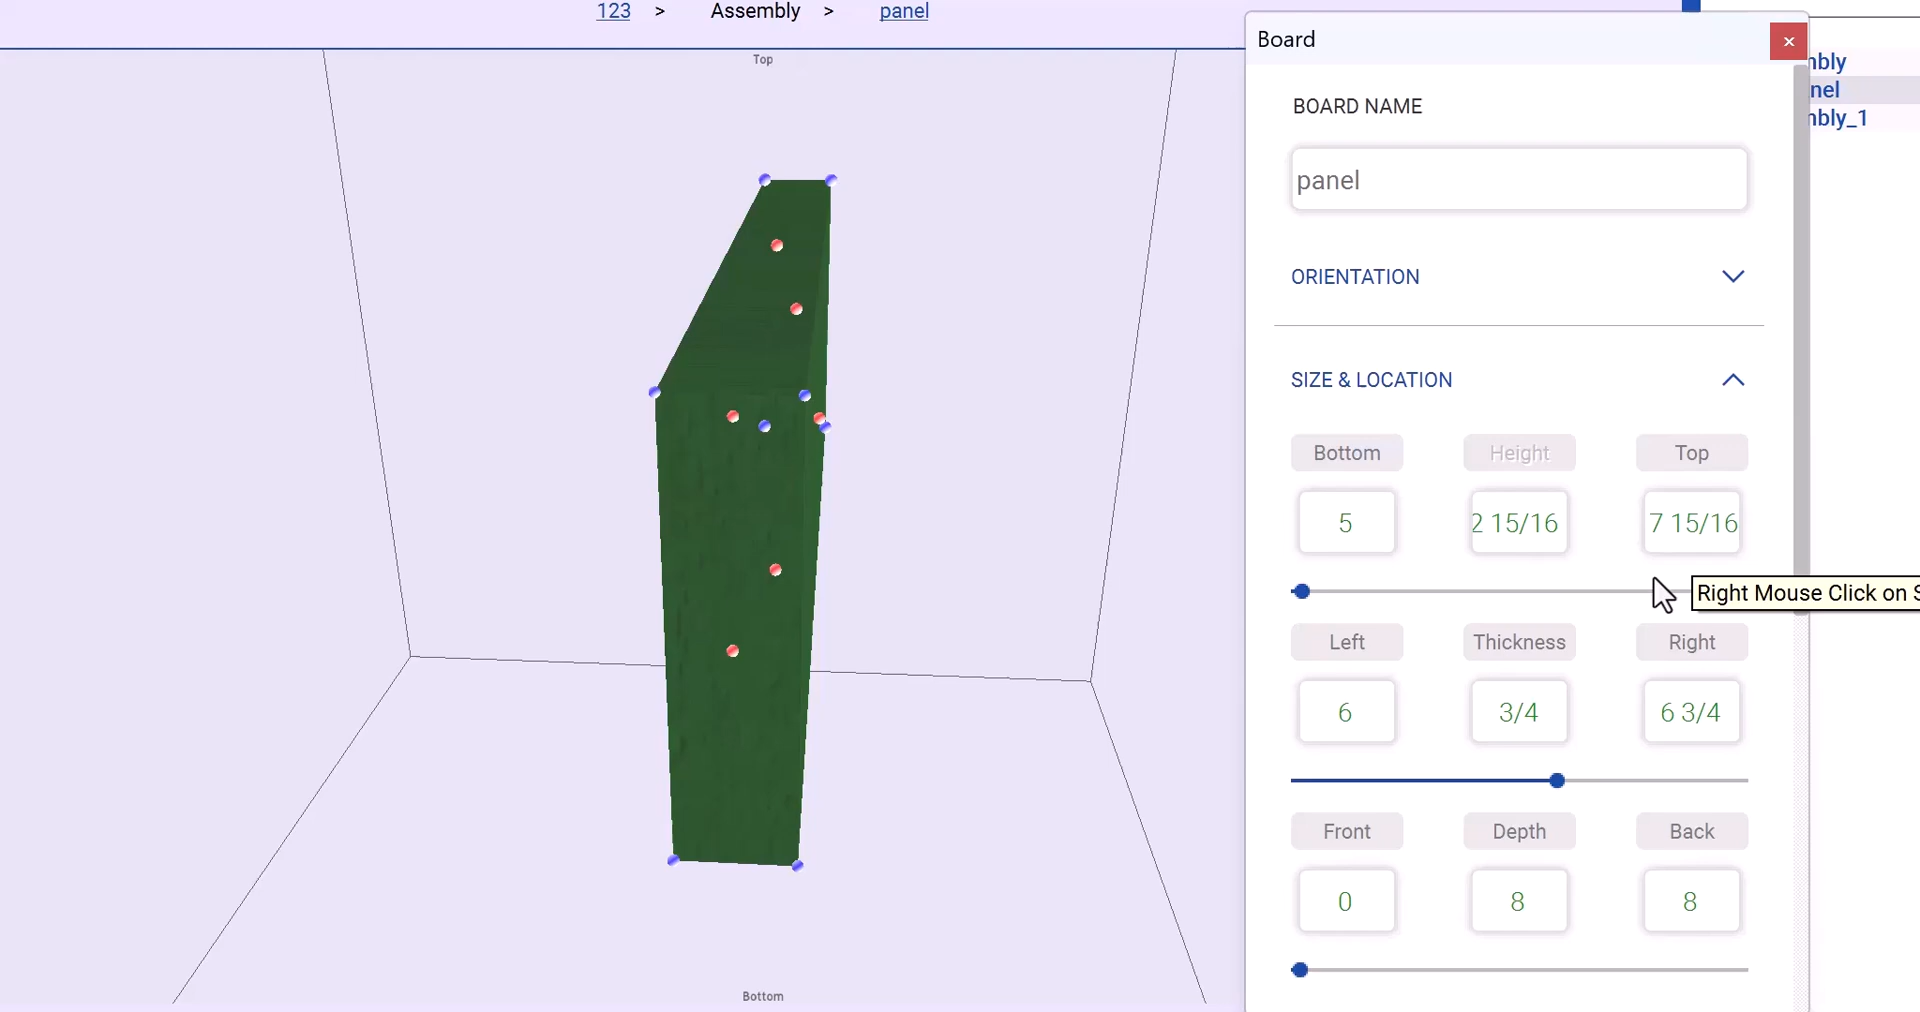 123 > Assembly > panel
Top
Bottom
Board
×
BOARD NAME
panel
ORIENTATION
SIZE & LOCATION
Bottom Height Top
5 2 15/16 7 15/16
Right Mouse Click on S
Left Thickness Right
6 3/4 6 3/4
Front Depth Back
0 8 8
mbly
nel
mbly_1